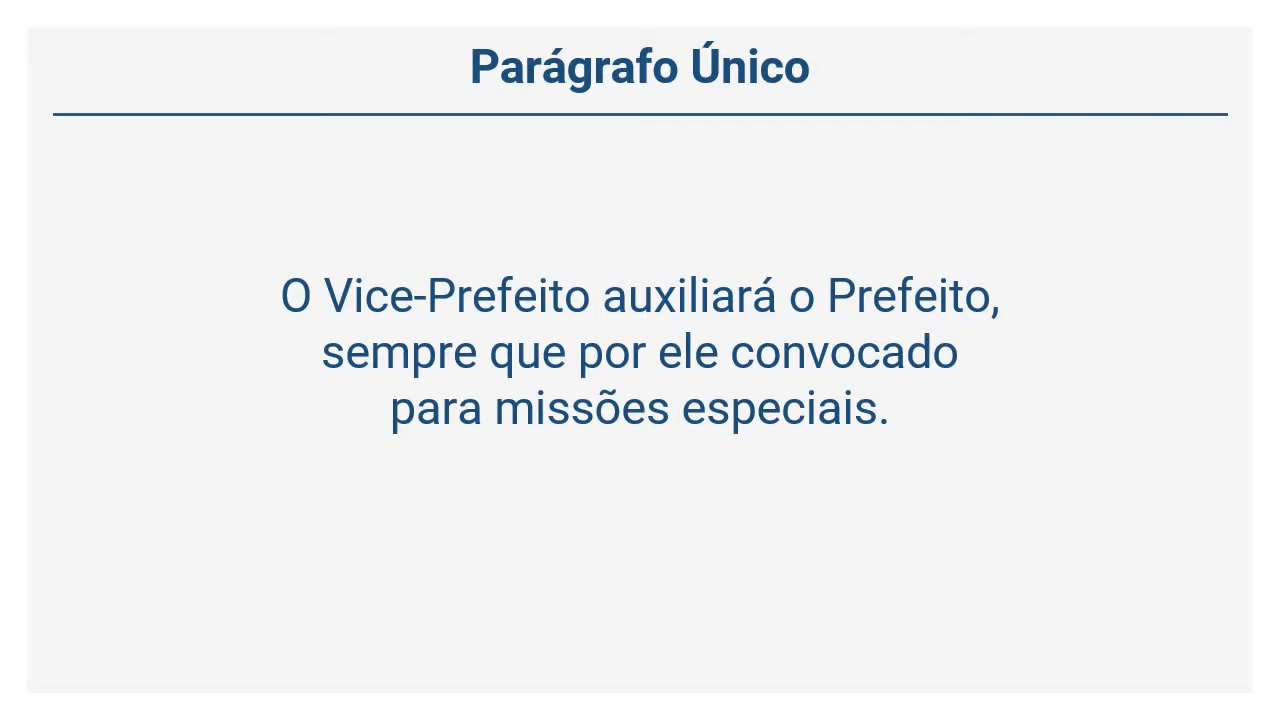 Parágrafo Único
O Vice-Prefeito auxiliará o Prefeito,
sempre que por ele convocado
para missões especiais.